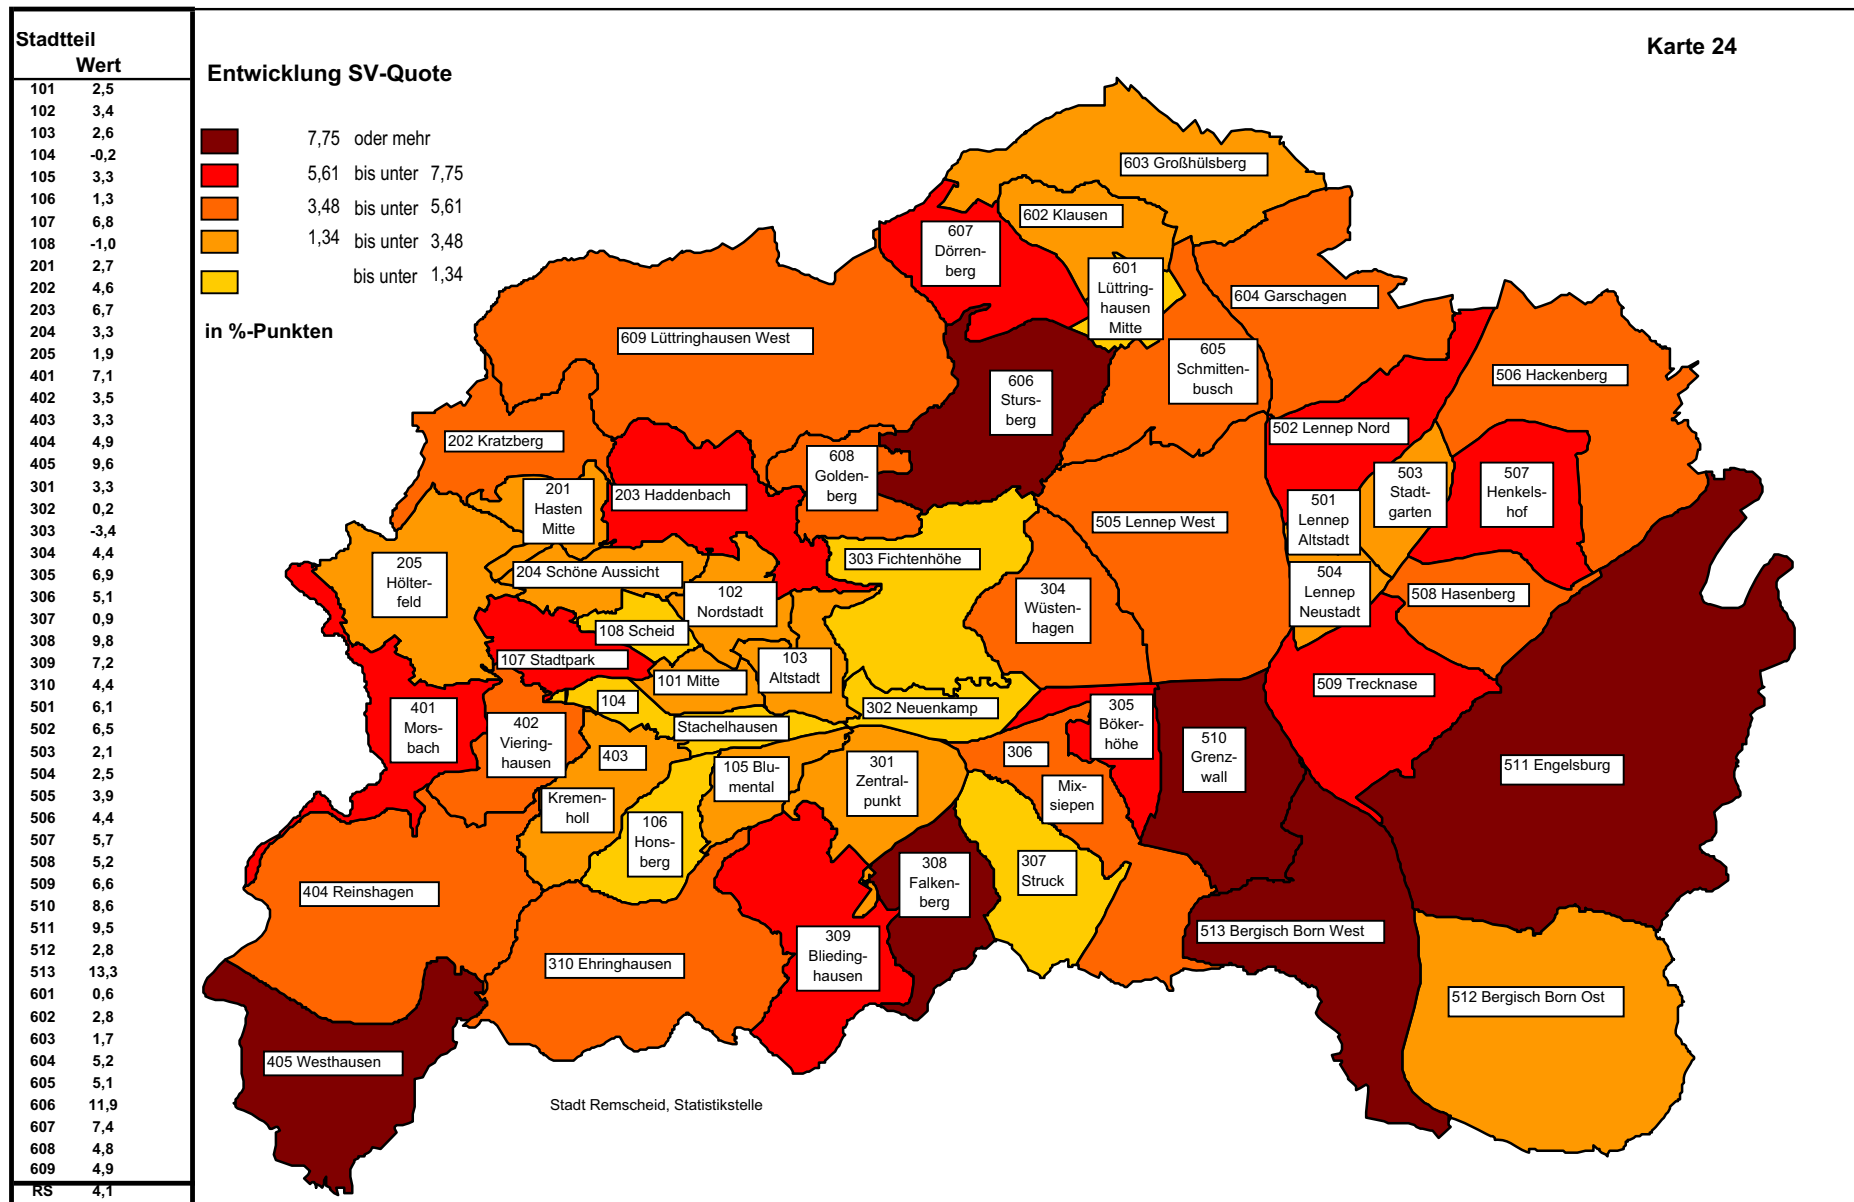 Stadtteil
Wert
101 2,5
102 3,4
103 2,6
104 -0,2
105 3,3
106 1,3
107 6,8
108 -1,0
201 2,7
202 4,6
203 6,7
204 3,3
205 1,9
401 7,1
402 3,5
403 3,3
404 4,9
405 9,6
301 3,3
302 0,2
303 -3,4
304 4,4
305 6,9
306 5,1
307 0,9
308 9,8
309 7,2
310 4,4
501 6,1
502 6,5
503 2,1
504 2,5
505 3,9
506 4,4
507 5,7
508 5,2
509 6,6
510 8,6
511 9,5
512 2,8
513 13,3
601 0,6
602 2,8
603 1,7
604 5,2
605 5,1
606 11,9
607 7,4
608 4,8
609 4,9
RS 4,1
Karte 24
Entwicklung SV-Quote
7,75 oder mehr
5,61 bis unter 7,75
3,48 bis unter 5,61
1,34 bis unter 3,48
bis unter 1,34
in %-Punkten
603 Großhülsberg
602 Klausen
607
Dörren-
berg
601
Lüttring-
hausen
Mitte
604 Garschagen
609 Lüttringhausen West
605
Schmitten-
busch
606
Sturs-
berg
506 Hackenberg
502 Lennep Nord
202 Kratzberg
608
Golden-
berg
201
Hasten
Mitte
203 Haddenbach
503
Stadt-
garten
507
Henkels-
hof
501
Lennep
Altstadt
505 Lennep West
303 Fichtenhöhe
205
Hölter-
feld
204 Schöne Aussicht
102
Nordstadt
304
Wüsten-
hagen
504
Lennep
Neustadt
508 Hasenberg
108 Scheid
107 Stadtpark
103
Altstadt
101 Mitte
509 Trecknase
104
Stachelhausen
302 Neuenkamp
401
Mors-
bach
402
Viering-
hausen
305
Böker-
höhe
510
Grenz-
wall
403
Kremen-
holl
105 Blu-
mental
301
Zentral-
punkt
306
Mix-
siepen
511 Engelsburg
106
Hons-
berg
307
Struck
308
Falken-
berg
404 Reinshagen
309
Blieding-
hausen
513 Bergisch Born West
310 Ehringhausen
512 Bergisch Born Ost
405 Westhausen
Stadt Remscheid, Statistikstelle